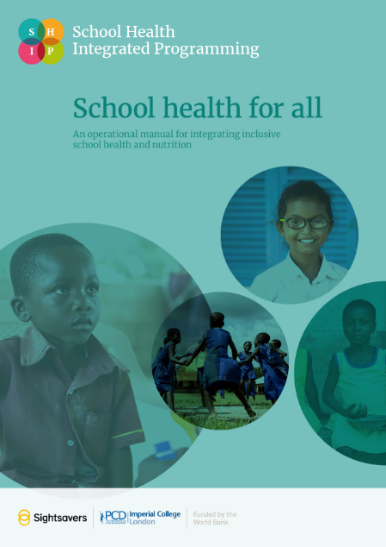 S H
I P
School Health
Integrated Programming
School health for all
An operational manual for integrating inclusive
school health and nutrition
Sightsavers
PCD
Imperial College
London
Funded by the
World Bank